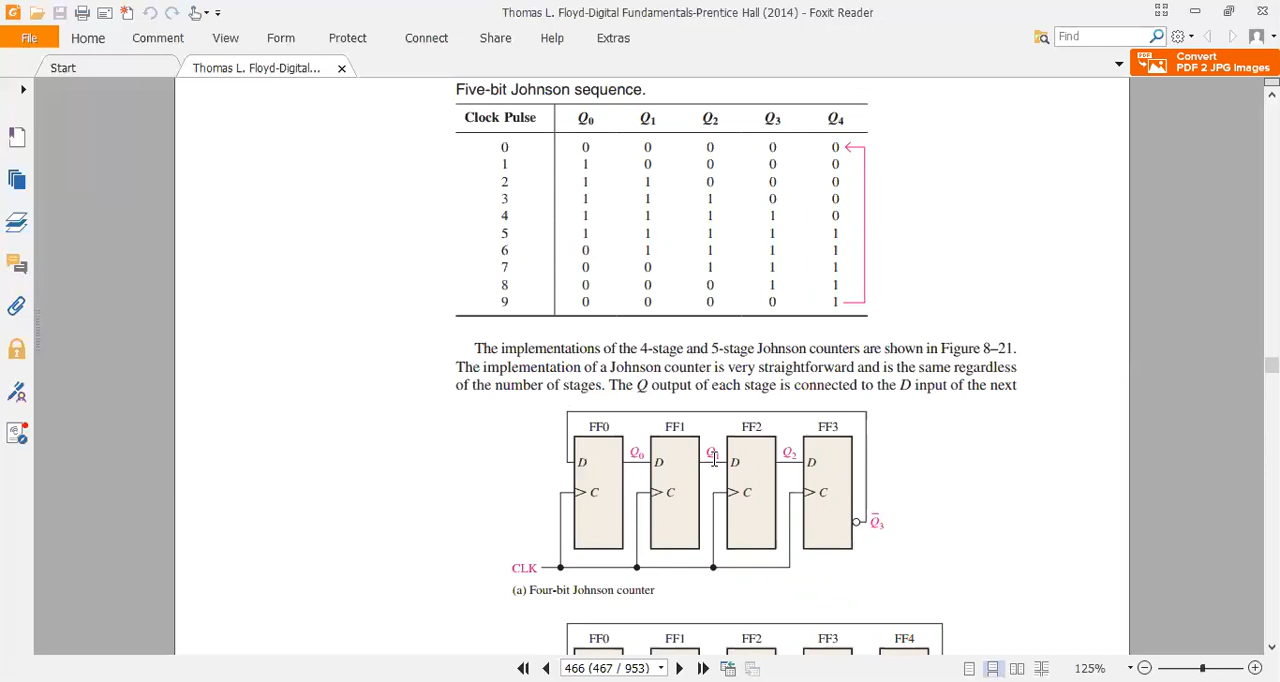 Thomas L. Floyd-Digital Fundamentals-Prentice Hall (2014) - Foxit Reader
File Home Comment View Form Protect Connect Share Help Extras Find
Start Thomas L. Floyd-Digital... Convert
PDF 2 JPG Images
Five-bit Johnson sequence.
Clock Pulse Q0 Q1 Q2 Q3 Q4
0 0 0 0 0 0
1 1 0 0 0 0
2 1 1 0 0 0
3 1 1 1 0 0
4 1 1 1 1 0
5 1 1 1 1 1
6 0 1 1 1 1
7 0 0 1 1 1
8 0 0 0 1 1
9 0 0 0 0 1
The implementations of the 4-stage and 5-stage Johnson counters are shown in Figure 8–21.
The implementation of a Johnson counter is very straightforward and is the same regardless
of the number of stages. The Q output of each stage is connected to the D input of the next
FF0 FF1 FF2 FF3
Q0 Q1 Q2
D D D D
C C C C
Q̅3
CLK
(a) Four-bit Johnson counter
FF0 FF1 FF2 FF3 FF4
466 (467 / 953) 125%